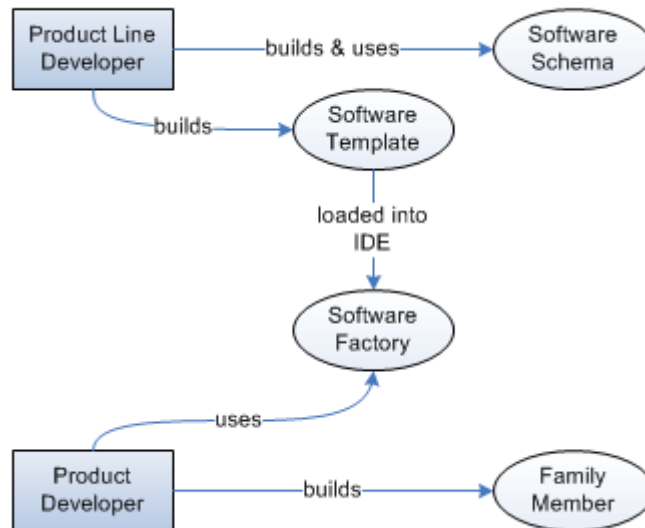 Product Line
Developer
builds & uses
Software
Schema
builds
Software
Template
loaded into
IDE
Software
Factory
uses
Product
Developer
builds
Family
Member